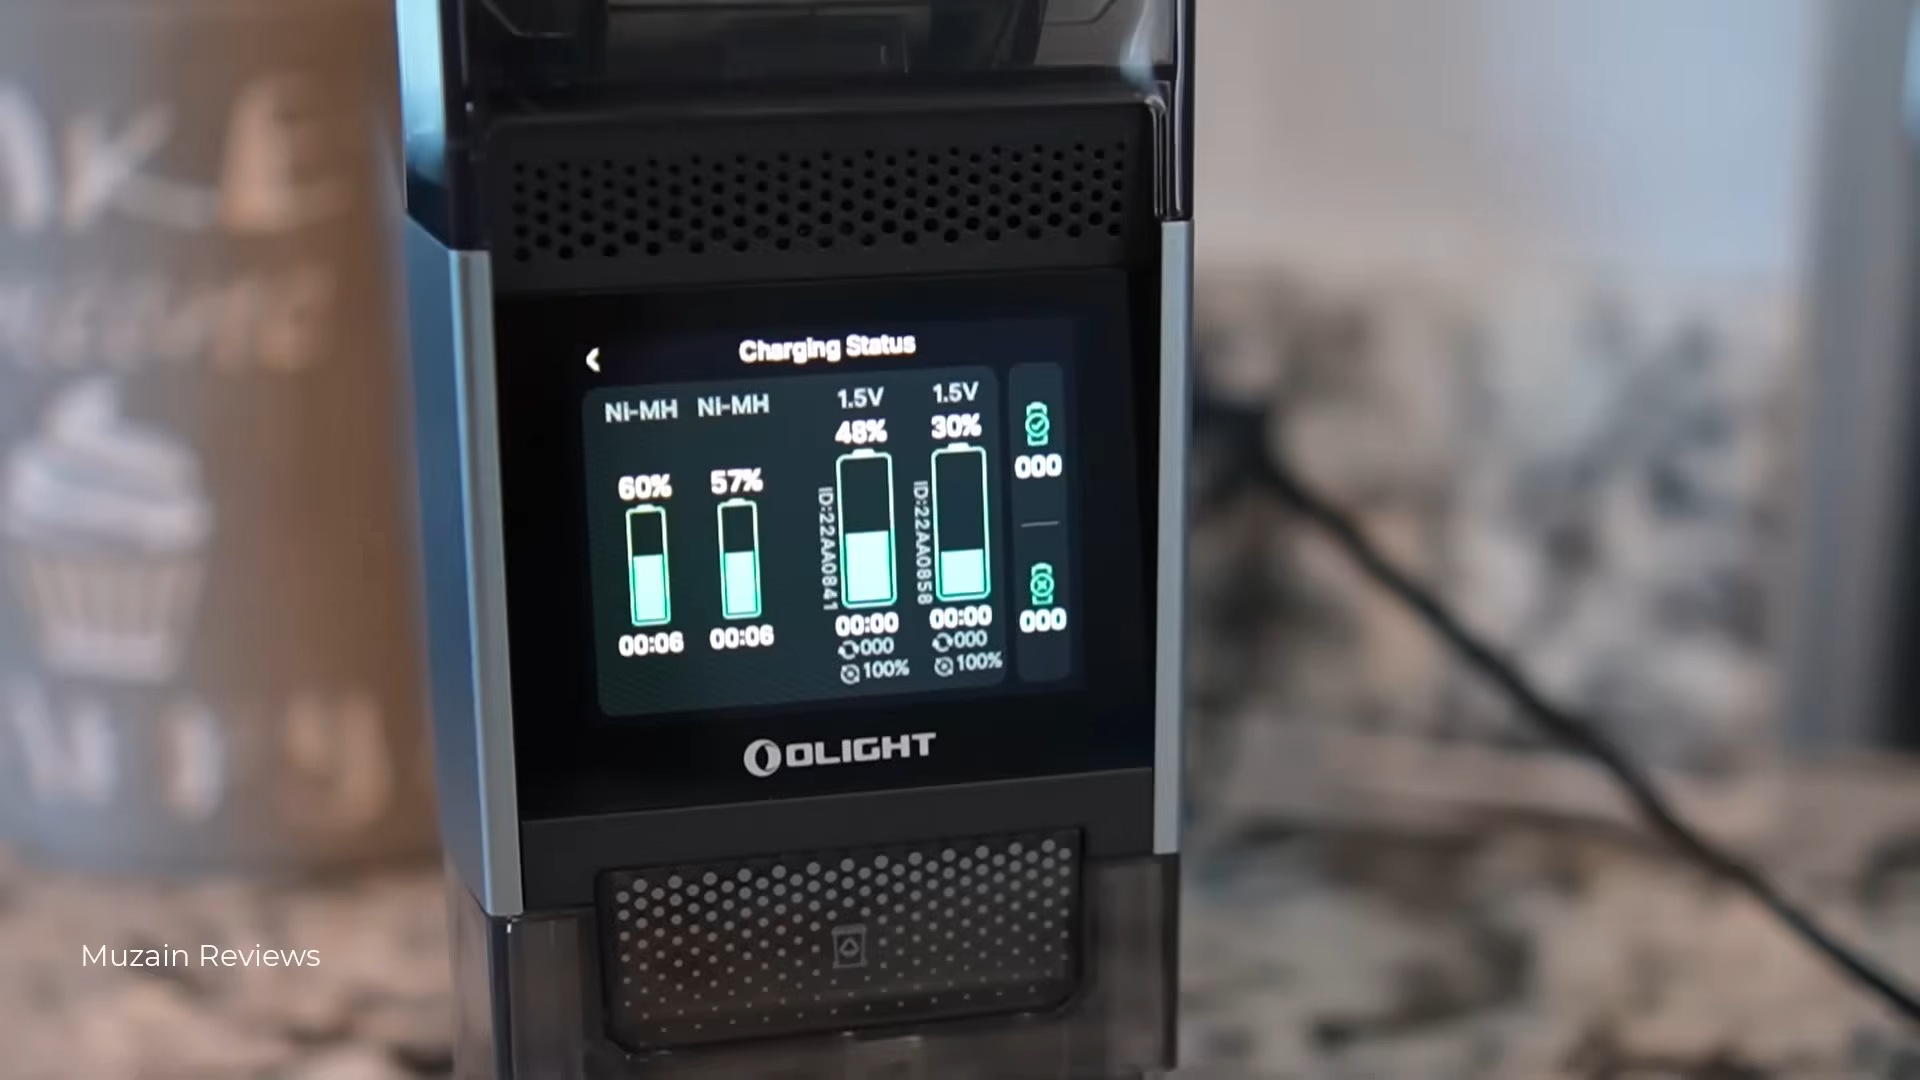 Charging Status
Ni-MH Ni-MH 1.5V 1.5V
60% 57% 48% 30%
ID:22AA0841
ID:22AA0858
00:06 00:06 00:00 00:00
000 000
100% 100%
000
000
OLIGHT
Muzain Reviews